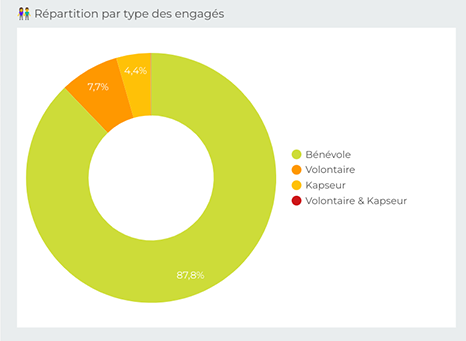 Répartition par type des engagés
4,4%
7,7%
Bénévole
Volontaire
Kapseur
Volontaire & Kapseur
87,8%